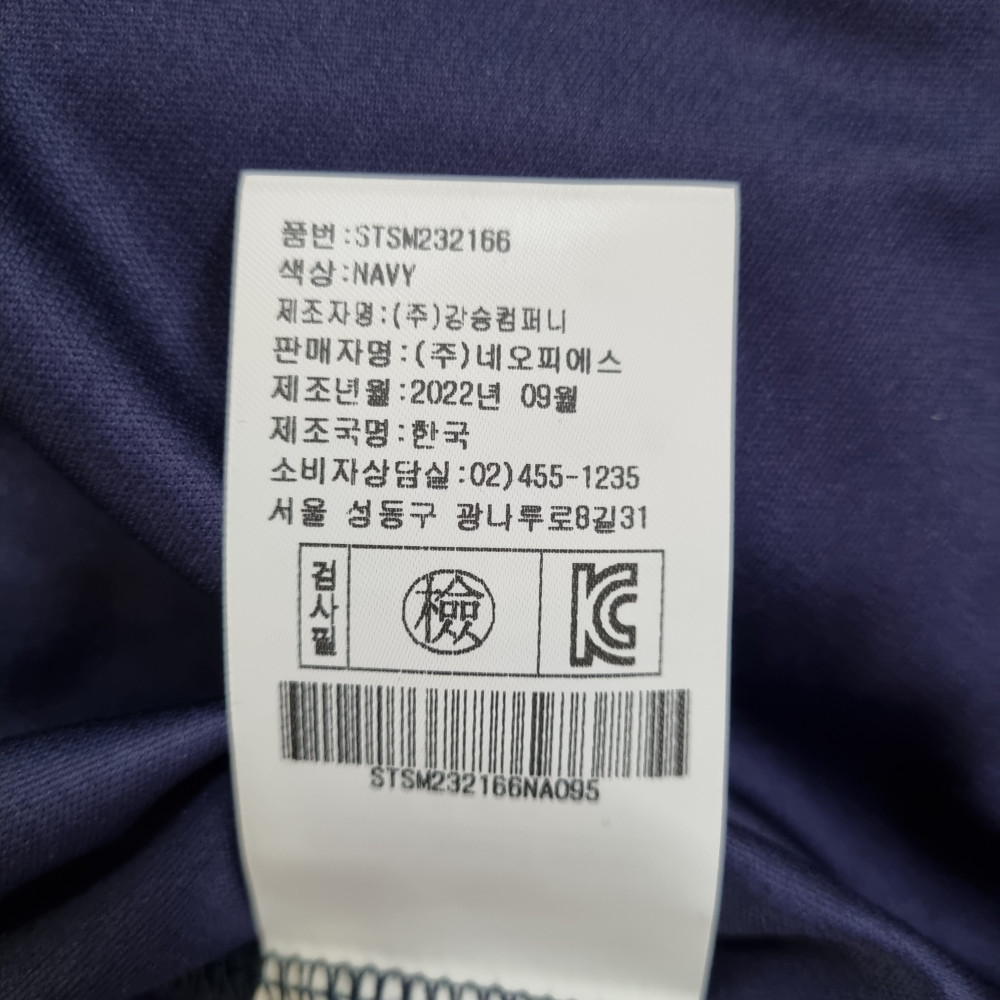 품번:STSM232166
색상:NAVY
제조자명:(주)강승컴퍼니
판매자명:(주)네오피에스
제조년월:2022년 09월
제조국명:한국
소비자상담실:02)455-1235
서울 성동구 광나루로8길31
검사필
檢
KC
STSM232166NA095